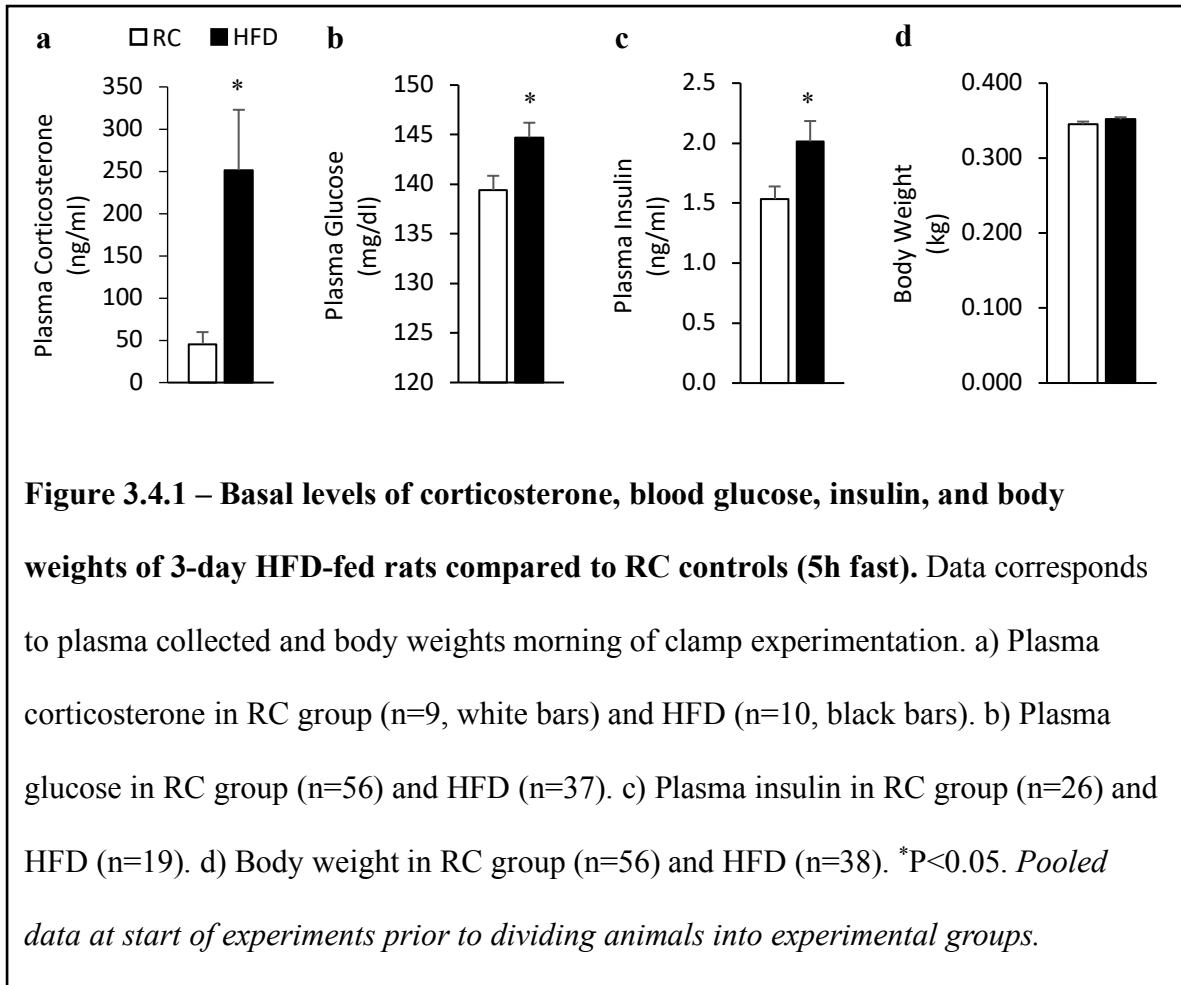 a RC HFD b c d
Plasma Corticosterone
(ng/ml)
350
300
250
200
150
100
50
0
*
Plasma Glucose
(mg/dl)
150
145
140
135
130
125
120
*
Plasma Insulin
(ng/ml)
2.5
2.0
1.5
1.0
0.5
0.0
*
Body Weight
(kg)
0.400
0.300
0.200
0.100
0.000
Figure 3.4.1 – Basal levels of corticosterone, blood glucose, insulin, and body
weights of 3-day HFD-fed rats compared to RC controls (5h fast). Data corresponds
to plasma collected and body weights morning of clamp experimentation. a) Plasma
corticosterone in RC group (n=9, white bars) and HFD (n=10, black bars). b) Plasma
glucose in RC group (n=56) and HFD (n=37). c) Plasma insulin in RC group (n=26) and
HFD (n=19). d) Body weight in RC group (n=56) and HFD (n=38). *P<0.05. Pooled
data at start of experiments prior to dividing animals into experimental groups.